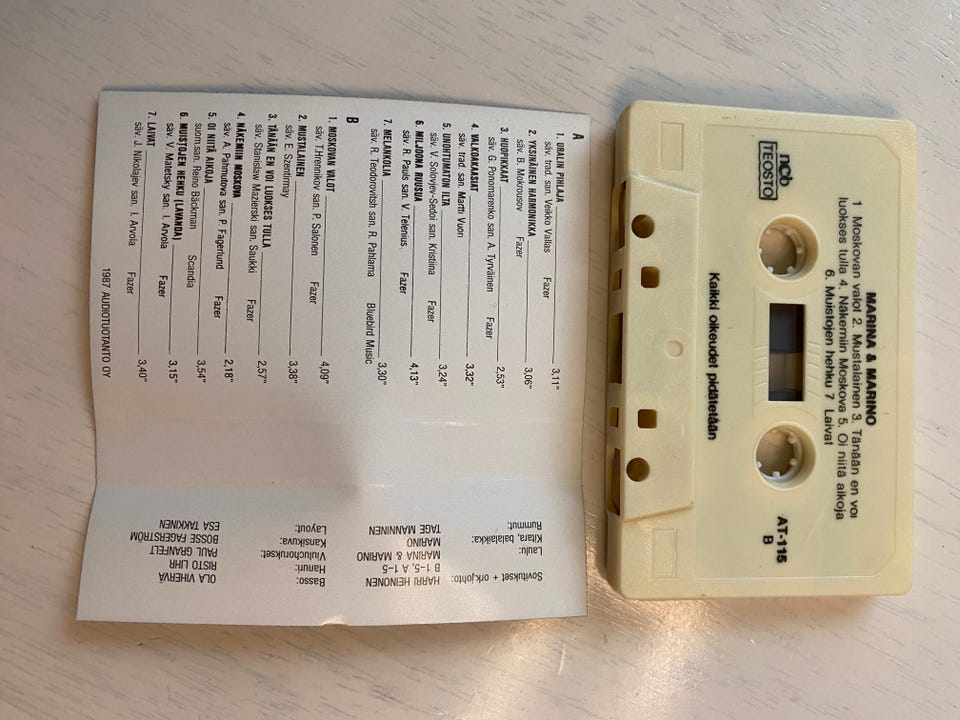 A
1. URALIN PIHLAJA 3,11"
säv. trad. san. Veikko Vallas Fazer
2. YKSINÄINEN HARMONIKKA 3,06"
säv. B. Mokrousov Fazer
3. HUOPIKKAAT 2,53"
säv. G. Ponomarenko san. A. Tyrväinen Fazer
4. VALEOAKASIAT 3,32"
säv. trad. san. Martti Vuori
5. UNOHTUMATON ILTA 3,24"
säv. V. Solovjev-Sedoi san. Kristiina Fazer
6. MILJOON RUUSUA 4,13"
säv. R. Pauls san. V. Telenius Fazer
7. MELANKOLIA 3,30"
säv. R. Teodorovitsh san. R. Pahlama Bluebird Music
B
1. MOSKOVAN VALOT 4,09"
säv. T.Hrennikov san. P. Salonen Fazer
2. MUSTALAINEN 3,38"
säv. E. Szentirmay
3. TÄNÄÄN EN VOI LUOKSES TULLA 2,57"
säv. Stanislaw Mazierski san. Saukki Fazer
4. NÄKEMIIN MOSKOVA 2,18"
säv. A. Pahmutova san. P. Fagerlund Fazer
5. OI NIITÄ AIKOJA 3,54"
suom.san. Reino Bäckman Scandia
6. MUISTOJEN HEHKU (LAVANDA) 3,15"
säv. V. Matetsky san. I. Arvola Fazer
7. LAIVAT 3,40"
säv. J. Nikolajev san. I. Arvola Fazer
1987 AUDIOTUOTANTO OY
Sovitukset + ork.johto: HARRI HEINONEN
B 1–5, A 1–5
Laulu: MARINA & MARINO
Kitara, balalaikka: MARINO
Rummut: TAGE MANNINEN
Basso: OLA VIHERVÄ
Hanuri: RISTO LIHR
Viuluchorukset: PAUL GRANFELT
Kansikuva: BOSSE FAGERSTRÖM
Layout: ESA TAKKINEN
MARINA & MARINO
1 Moskovan valot 2. Mustalainen 3. Tänään en voi
luokses tulla 4. Näkemiin Moskova 5. Oi niitä aikoja
6. Muistojen hehku 7 Laivat
ncb
TEOSTO
AT-115
B
Kaikki oikeudet pidätetään